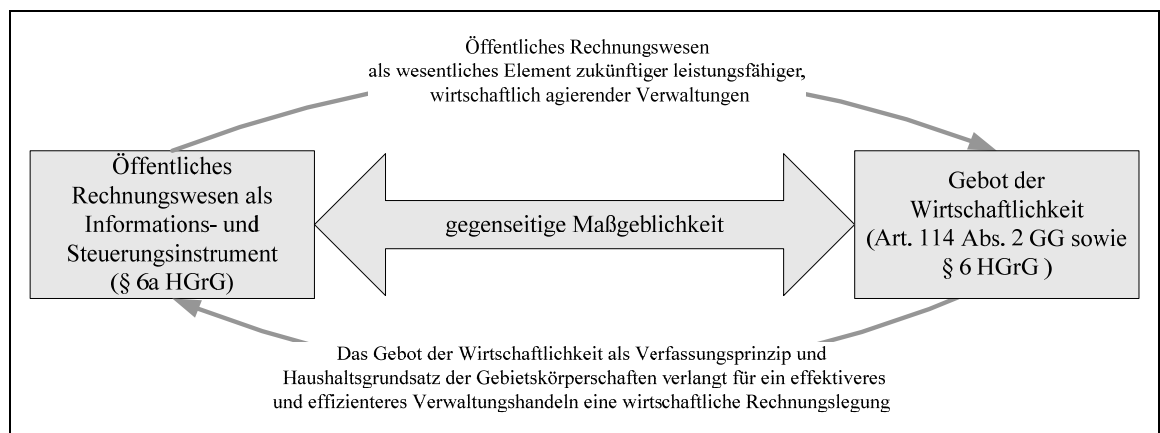 Öffentliches Rechnungswesen
als wesentliches Element zukünftiger leistungsfähiger,
wirtschaftlich agierender Verwaltungen
Öffentliches
Rechnungswesen als
Informations- und
Steuerungsinstrument
(§ 6a HGrG)
gegenseitige Maßgeblichkeit
Gebot der
Wirtschaftlichkeit
(Art. 114 Abs. 2 GG sowie
§ 6 HGrG )
Das Gebot der Wirtschaftlichkeit als Verfassungsprinzip und
Haushaltsgrundsatz der Gebietskörperschaften verlangt für ein effektiveres
und effizienteres Verwaltungshandeln eine wirtschaftliche Rechnungslegung